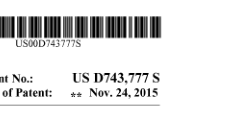 US00D743777S
nt No.: US D743,777 S
of Patent: ** Nov. 24, 2015